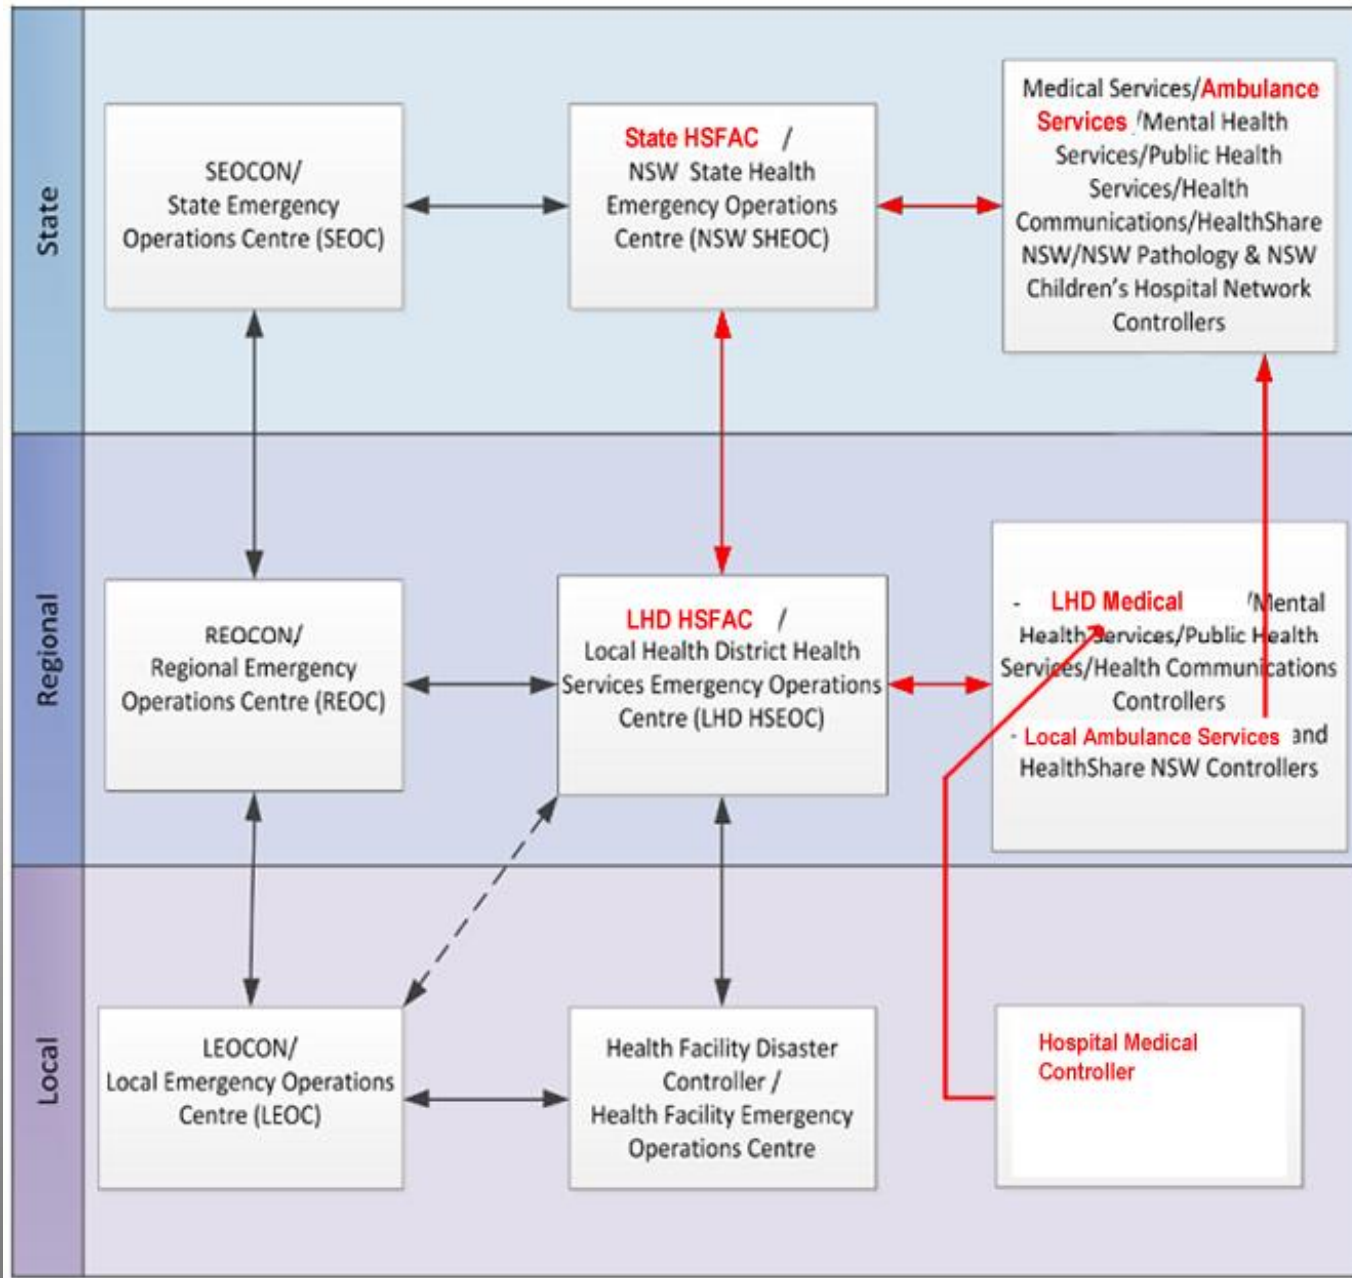 State
SEOCON/
State Emergency
Operations Centre (SEOC)
State HSFAC /
NSW State Health
Emergency Operations
Centre (NSW SHEOC)
Medical Services/Ambulance
Services /Mental Health
Services/Public Health
Services/Health
Communications/HealthShare
NSW/NSW Pathology & NSW
Children's Hospital Network
Controllers
Regional
REOCON/
Regional Emergency
Operations Centre (REOC)
LHD HSFAC /
Local Health District Health
Services Emergency Operations
Centre (LHD HSEOC)
- LHD Medical /Mental
Health Services/Public Health
Services/Health Communications
Controllers
- Local Ambulance Services and
HealthShare NSW Controllers
Local
LEOCON/
Local Emergency Operations
Centre (LEOC)
Health Facility Disaster
Controller /
Health Facility Emergency
Operations Centre
Hospital Medical
Controller